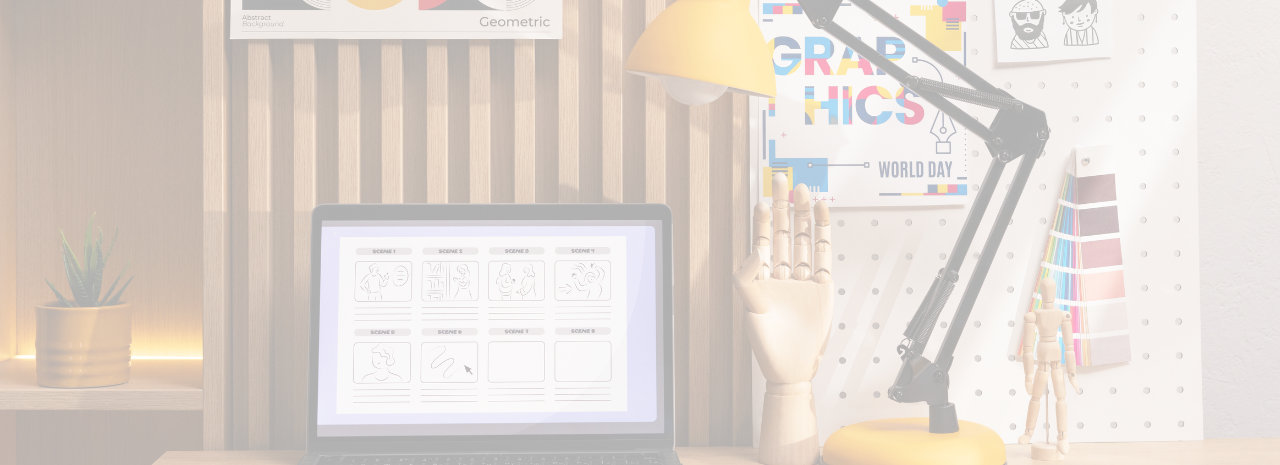 Abstract
Background
Geometric
GRAP
HICS
WORLD DAY
SCENE 1
SCENE 2
SCENE 3
SCENE 4
SCENE 5
SCENE 6
SCENE 7
SCENE 8